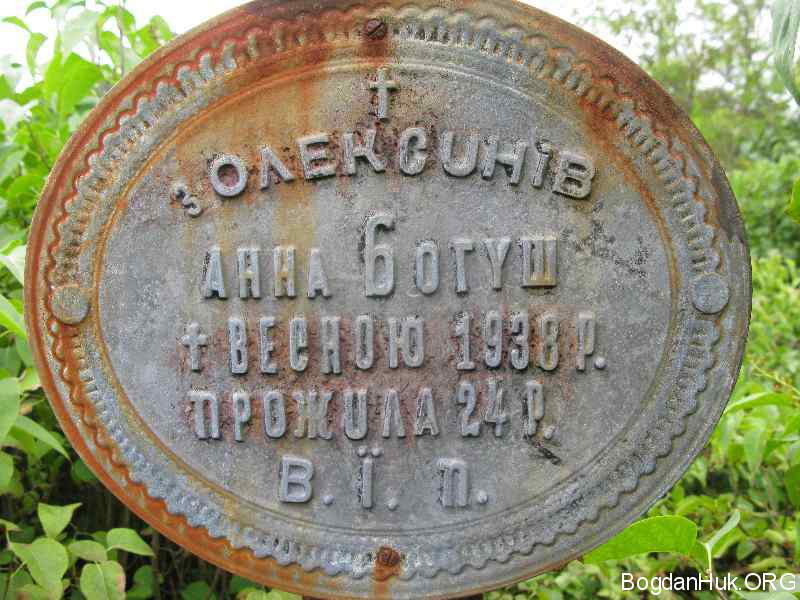 ✝
з ОЛЕКСИНІВ
АННА БОГУШ
✝ ВЕСНОЮ 1938 Р.
ПРОЖИЛА 24 Р.
В. Ї. П.
BogdanHuk.ORG